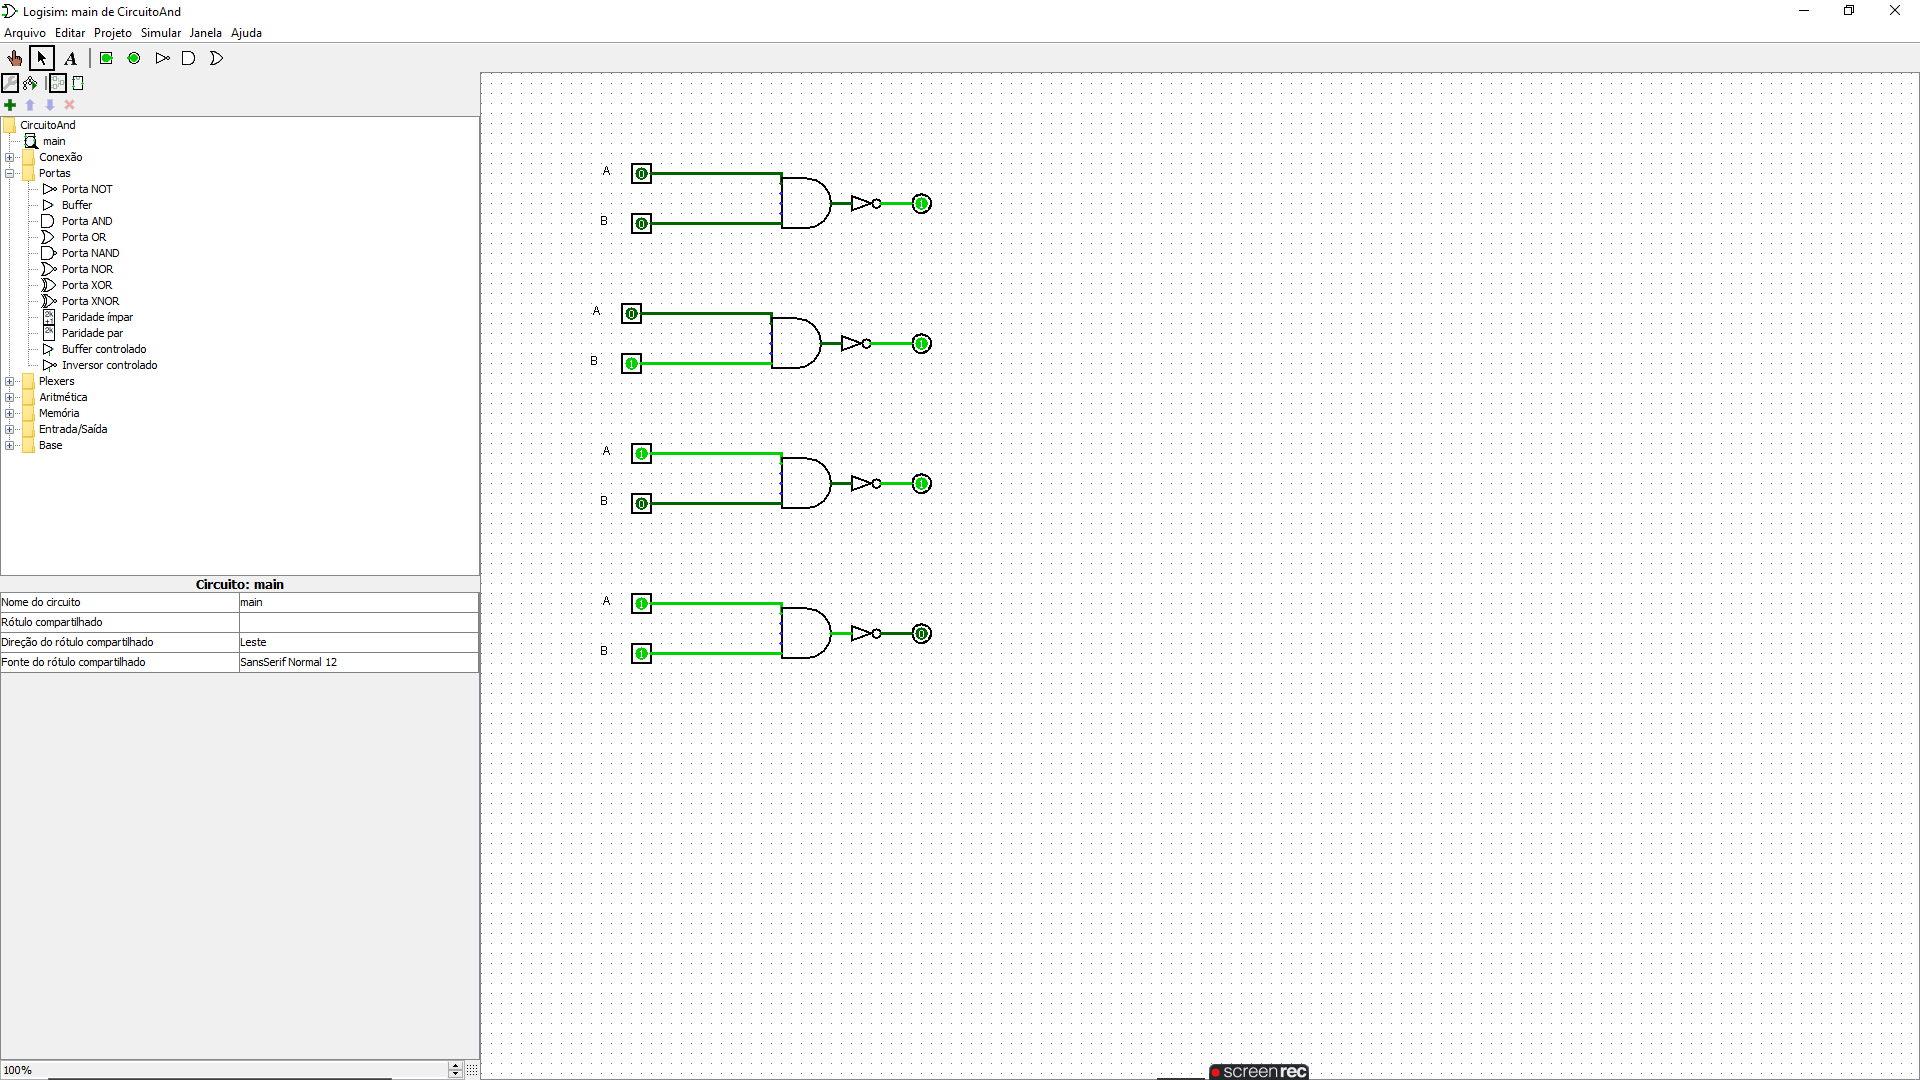 Logisim: main de CircuitoAnd
Arquivo Editar Projeto Simular Janela Ajuda
A
CircuitoAnd
main
Conexão
Portas
Porta NOT
Buffer
Porta AND
Porta OR
Porta NAND
Porta NOR
Porta XOR
Porta XNOR
2k+1 Paridade ímpar
2k Paridade par
Buffer controlado
Inversor controlado
Plexers
Aritmética
Memória
Entrada/Saída
Base
Circuito: main
Nome do circuito main
Rótulo compartilhado
Direção do rótulo compartilhado Leste
Fonte do rótulo compartilhado SansSerif Normal 12
100%
A 0
1
B 0
A 0
1
B 1
A 1
1
B 0
A 1
0
B 1
screenrec